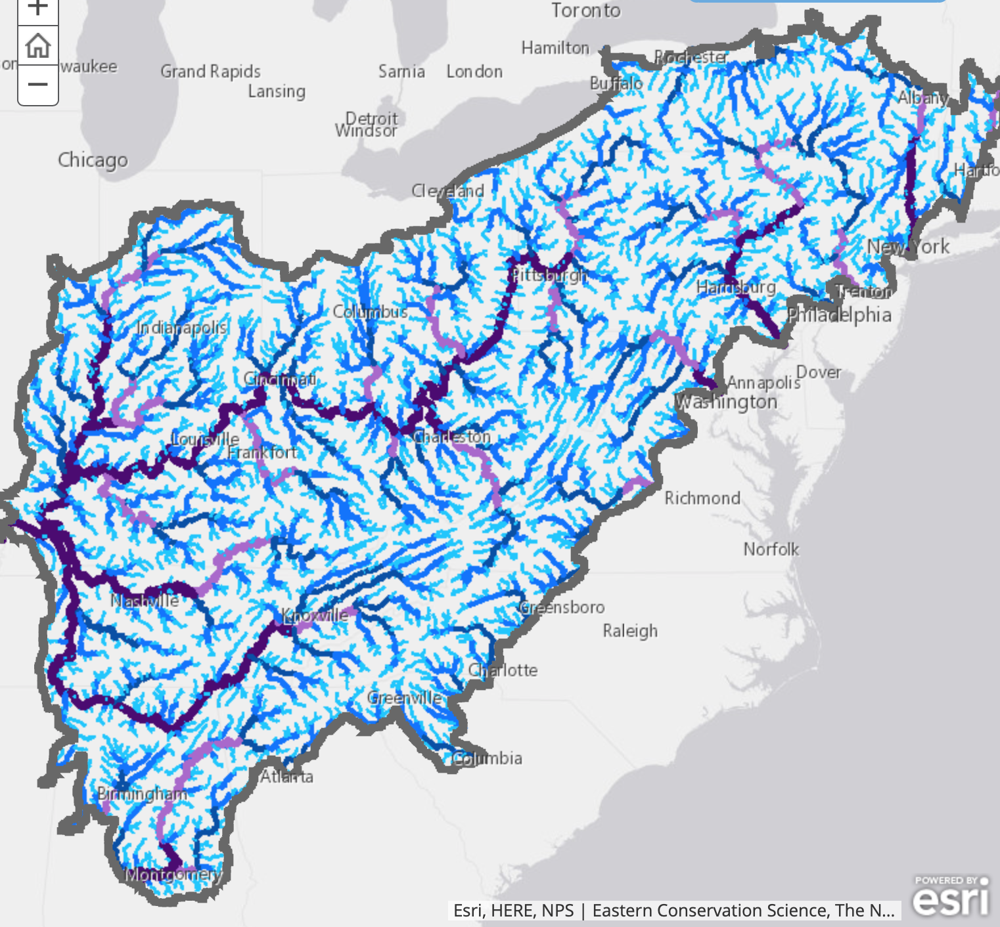 Toronto
Hamilton
Rochester
waukee
Grand Rapids
Sarnia
London
Buffalo
Lansing
Albany
Detroit
Windsor
Chicago
Hartfo
Cleveland
New York
Pittsburgh
Harrisburg
Trenton
Columbus
Philadelphia
Indianapolis
Cincinnati
Dover
Annapolis
Washington
Louisville
Charleston
Frankfort
Richmond
Norfolk
Nashville
Greensboro
Knoxville
Raleigh
Charlotte
Greenville
Columbia
Atlanta
Birmingham
Montgomery
POWERED BY
esri
Esri, HERE, NPS | Eastern Conservation Science, The N...